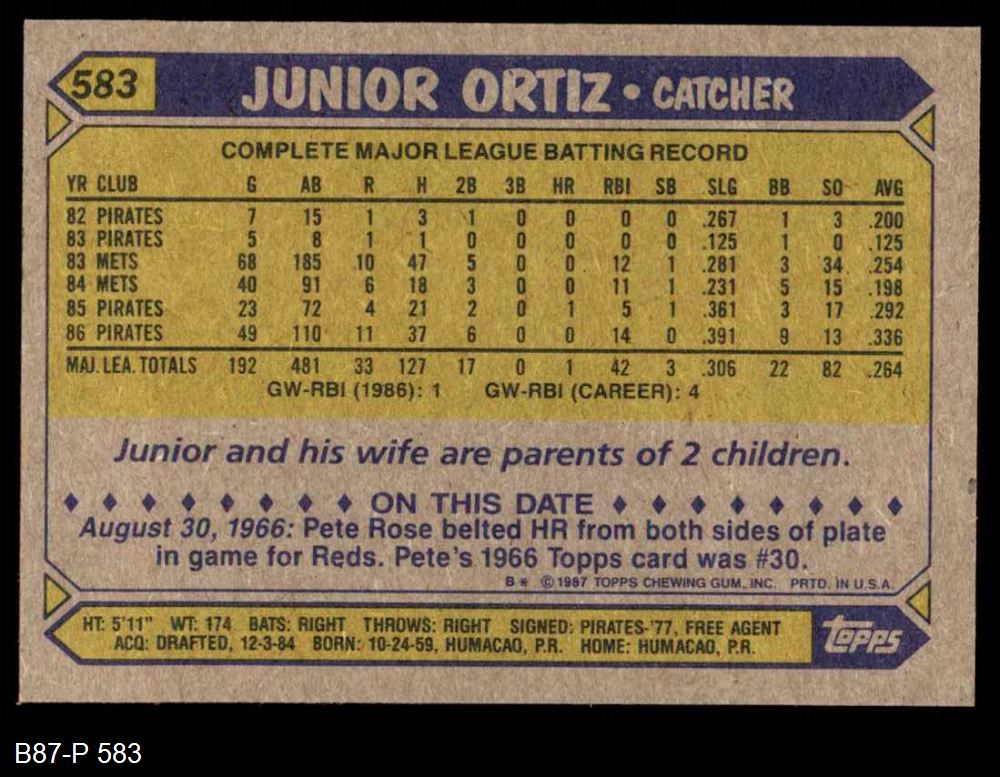 583 JUNIOR ORTIZ • CATCHER
COMPLETE MAJOR LEAGUE BATTING RECORD
YR CLUB G AB R H 2B 3B HR RBI SB SLG BB SO AVG
82 PIRATES 7 15 1 3 1 0 0 0 0 .267 1 3 .200
83 PIRATES 5 8 1 1 0 0 0 0 0 .125 1 0 .125
83 METS 68 185 10 47 5 0 0 12 1 .281 3 34 .254
84 METS 40 91 6 18 3 0 0 11 1 .231 5 15 .198
85 PIRATES 23 72 4 21 2 0 1 5 1 .361 3 17 .292
86 PIRATES 49 110 11 37 6 0 0 14 0 .391 9 13 .336
MAJ. LEA. TOTALS 192 481 33 127 17 0 1 42 3 .306 22 82 .264
GW-RBI (1986): 1 GW-RBI (CAREER): 4
Junior and his wife are parents of 2 children.
ON THIS DATE
August 30, 1966: Pete Rose belted HR from both sides of plate
in game for Reds. Pete's 1966 Topps card was #30.
B* © 1987 TOPPS CHEWING GUM, INC. PRTD. IN U.S.A.
HT: 5'11" WT: 174 BATS: RIGHT THROWS: RIGHT SIGNED: PIRATES-'77, FREE AGENT
ACQ: DRAFTED, 12-3-84 BORN: 10-24-59, HUMACAO, P.R. HOME: HUMACAO, P.R.
topps
B87-P 583